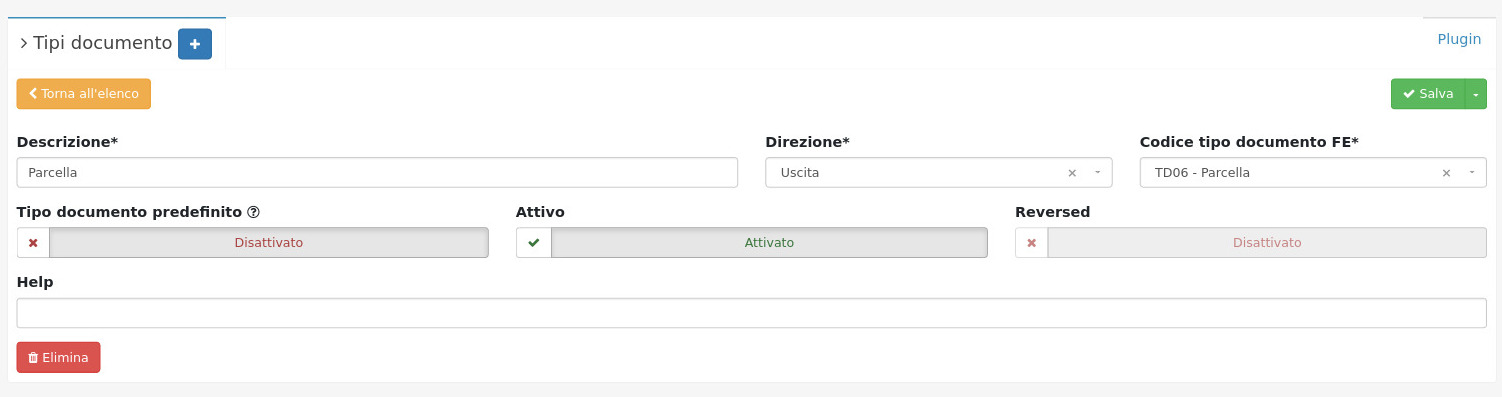 Tipi documento
Plugin
Torna all'elenco
Salva
Descrizione* Direzione* Codice tipo documento FE*
Parcella Uscita TD06 - Parcella
Tipo documento predefinito Attivo Reversed
Disattivato Attivato Disattivato
Help
Elimina